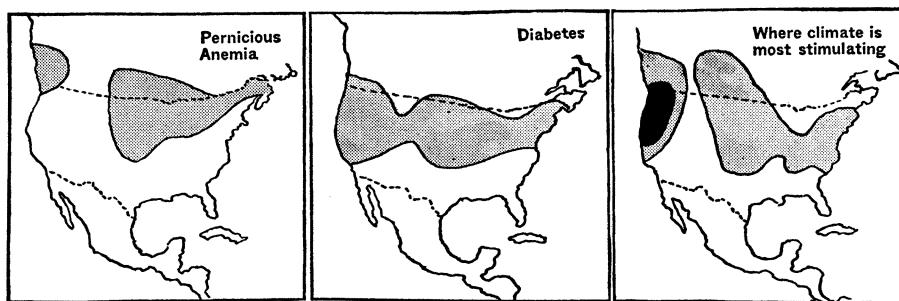 Pernicious
Anemia
Diabetes
Where climate is
most stimulating